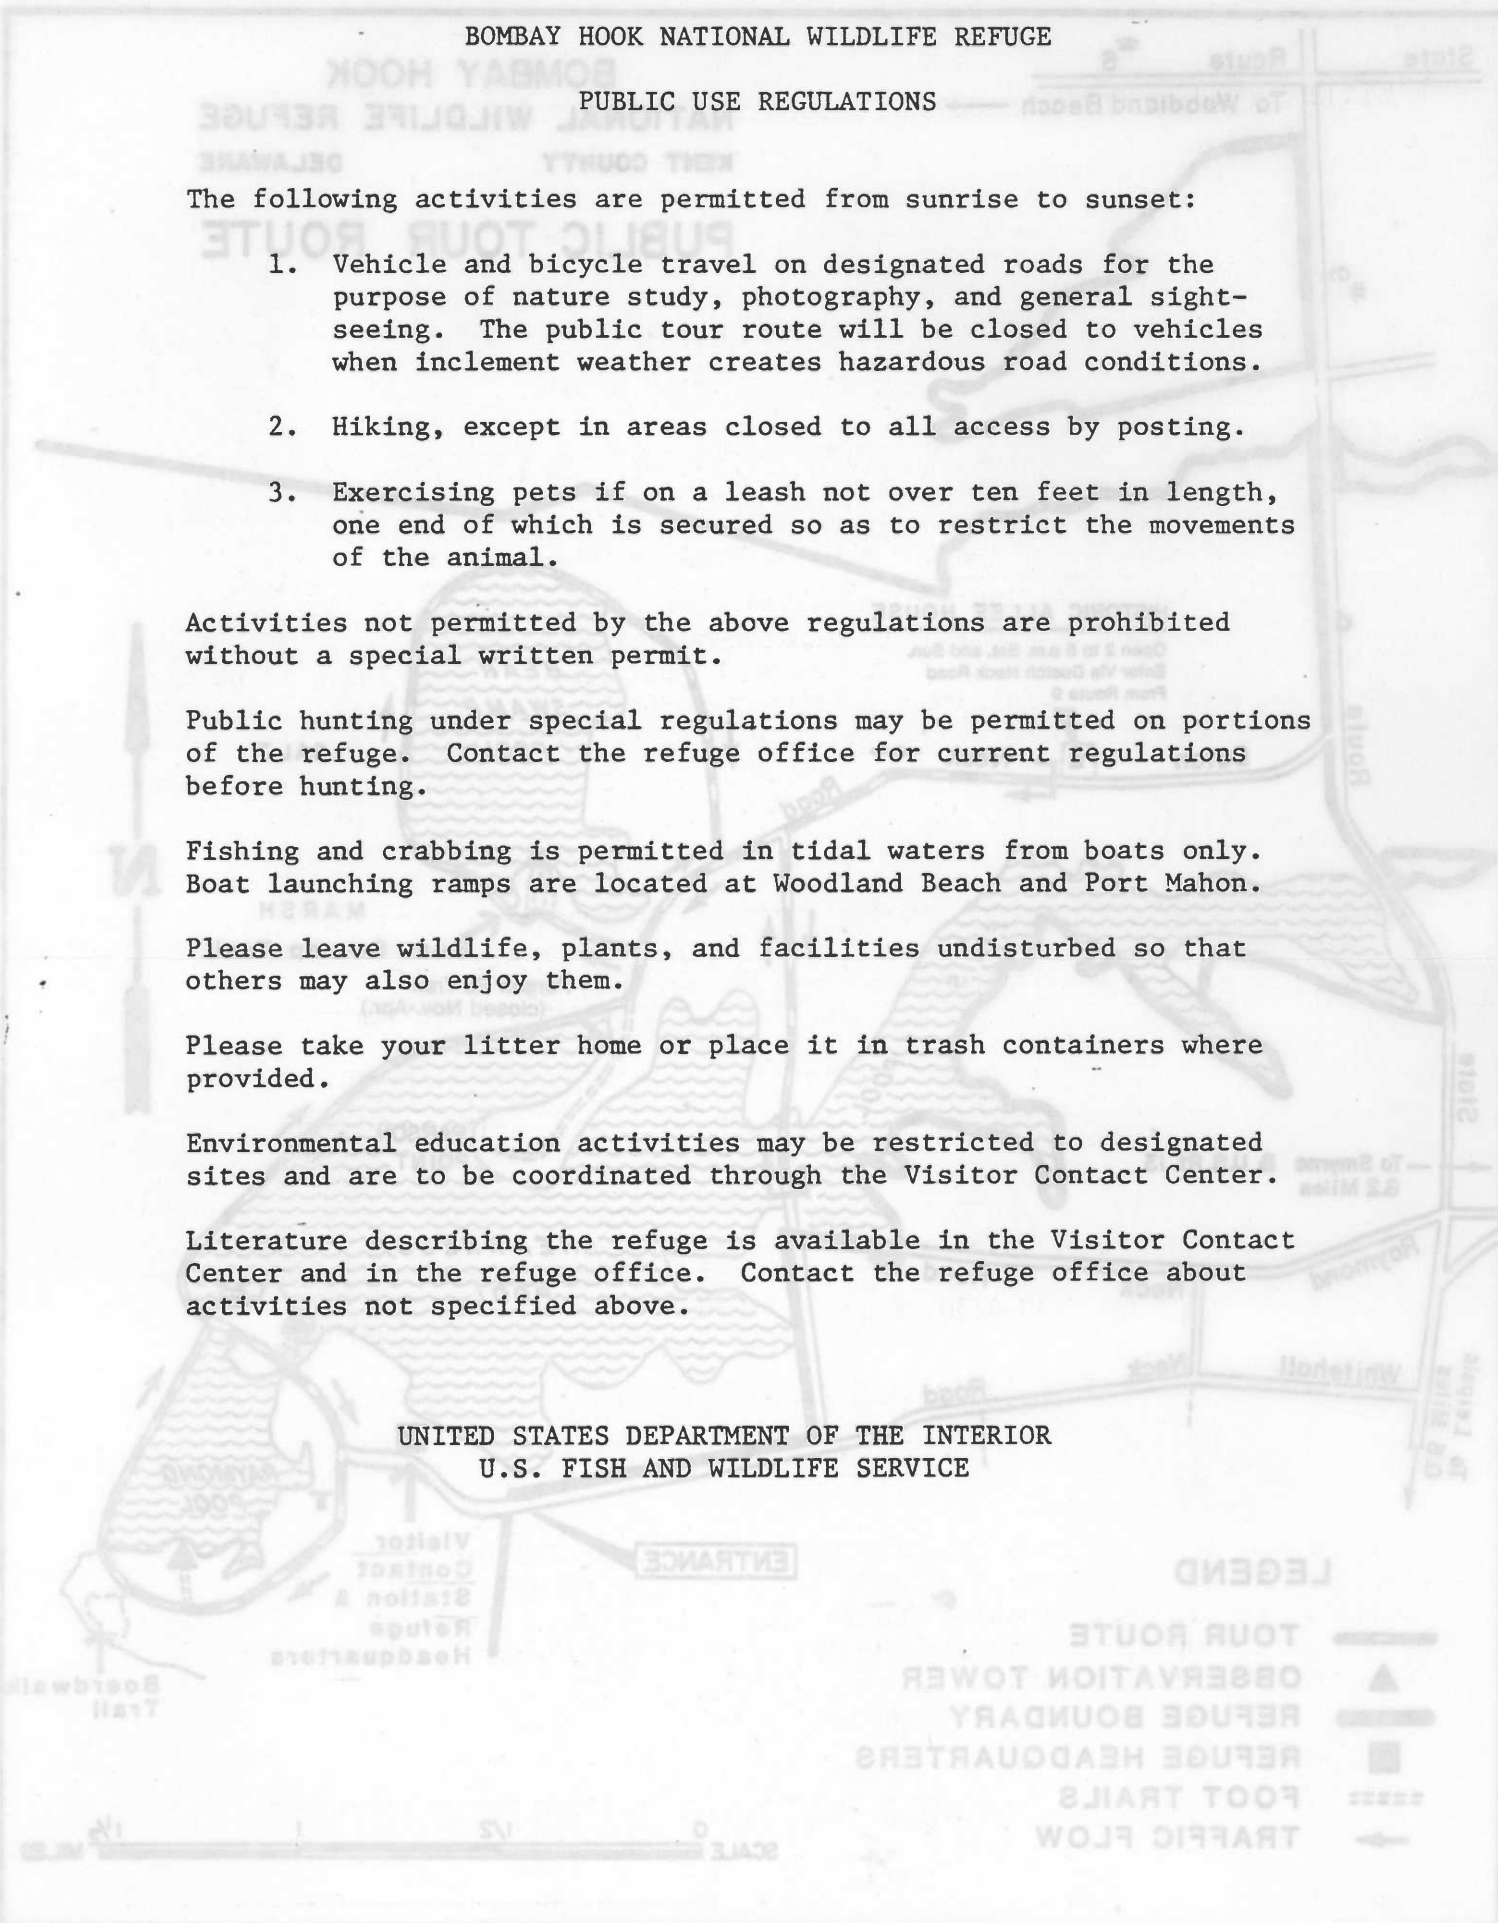 BOMBAY HOOK NATIONAL WILDLIFE REFUGE
PUBLIC USE REGULATIONS
The following activities are permitted from sunrise to sunset:
1. Vehicle and bicycle travel on designated roads for the
purpose of nature study, photography, and general sight-
seeing. The public tour route will be closed to vehicles
when inclement weather creates hazardous road conditions.
2. Hiking, except in areas closed to all access by posting.
3. Exercising pets if on a leash not over ten feet in length,
one end of which is secured so as to restrict the movements
of the animal.
Activities not permitted by the above regulations are prohibited
without a special written permit.
Public hunting under special regulations may be permitted on portions
of the refuge. Contact the refuge office for current regulations
before hunting.
Fishing and crabbing is permitted in tidal waters from boats only.
Boat launching ramps are located at Woodland Beach and Port Mahon.
Please leave wildlife, plants, and facilities undisturbed so that
others may also enjoy them.
Please take your litter home or place it in trash containers where
provided.
Environmental education activities may be restricted to designated
sites and are to be coordinated through the Visitor Contact Center.
Literature describing the refuge is available in the Visitor Contact
Center and in the refuge office. Contact the refuge office about
activities not specified above.
UNITED STATES DEPARTMENT OF THE INTERIOR
U.S. FISH AND WILDLIFE SERVICE